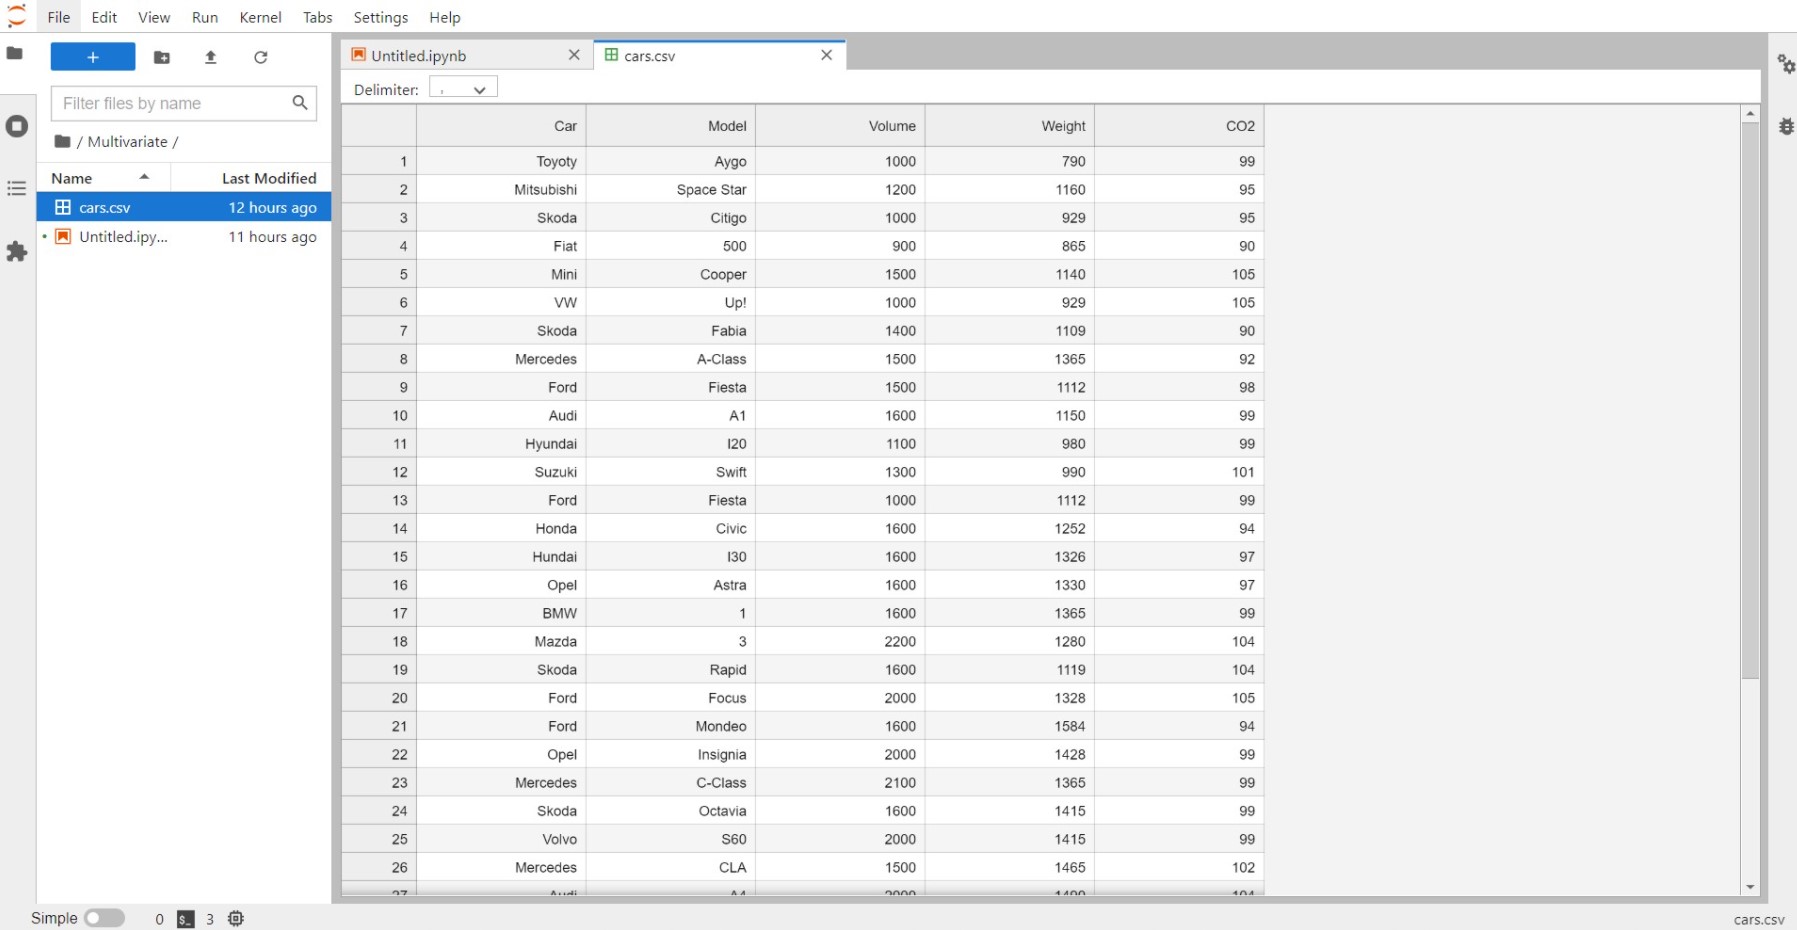 File Edit View Run Kernel Tabs Settings Help
+
Filter files by name
/ Multivariate /
Name Last Modified
cars.csv 12 hours ago
Untitled.ipy... 11 hours ago
Untitled.ipynb cars.csv
Delimiter: ,
Car Model Volume Weight CO2
1 Toyoty Aygo 1000 790 99
2 Mitsubishi Space Star 1200 1160 95
3 Skoda Citigo 1000 929 95
4 Fiat 500 900 865 90
5 Mini Cooper 1500 1140 105
6 VW Up! 1000 929 105
7 Skoda Fabia 1400 1109 90
8 Mercedes A-Class 1500 1365 92
9 Ford Fiesta 1500 1112 98
10 Audi A1 1600 1150 99
11 Hyundai I20 1100 980 99
12 Suzuki Swift 1300 990 101
13 Ford Fiesta 1000 1112 99
14 Honda Civic 1600 1252 94
15 Hundai I30 1600 1326 97
16 Opel Astra 1600 1330 97
17 BMW 1 1600 1365 99
18 Mazda 3 2200 1280 104
19 Skoda Rapid 1600 1119 104
20 Ford Focus 2000 1328 105
21 Ford Mondeo 1600 1584 94
22 Opel Insignia 2000 1428 99
23 Mercedes C-Class 2100 1365 99
24 Skoda Octavia 1600 1415 99
25 Volvo S60 2000 1415 99
26 Mercedes CLA 1500 1465 102
27 Audi A4 2000 1490 104
Simple 0 $_ 3 cars.csv